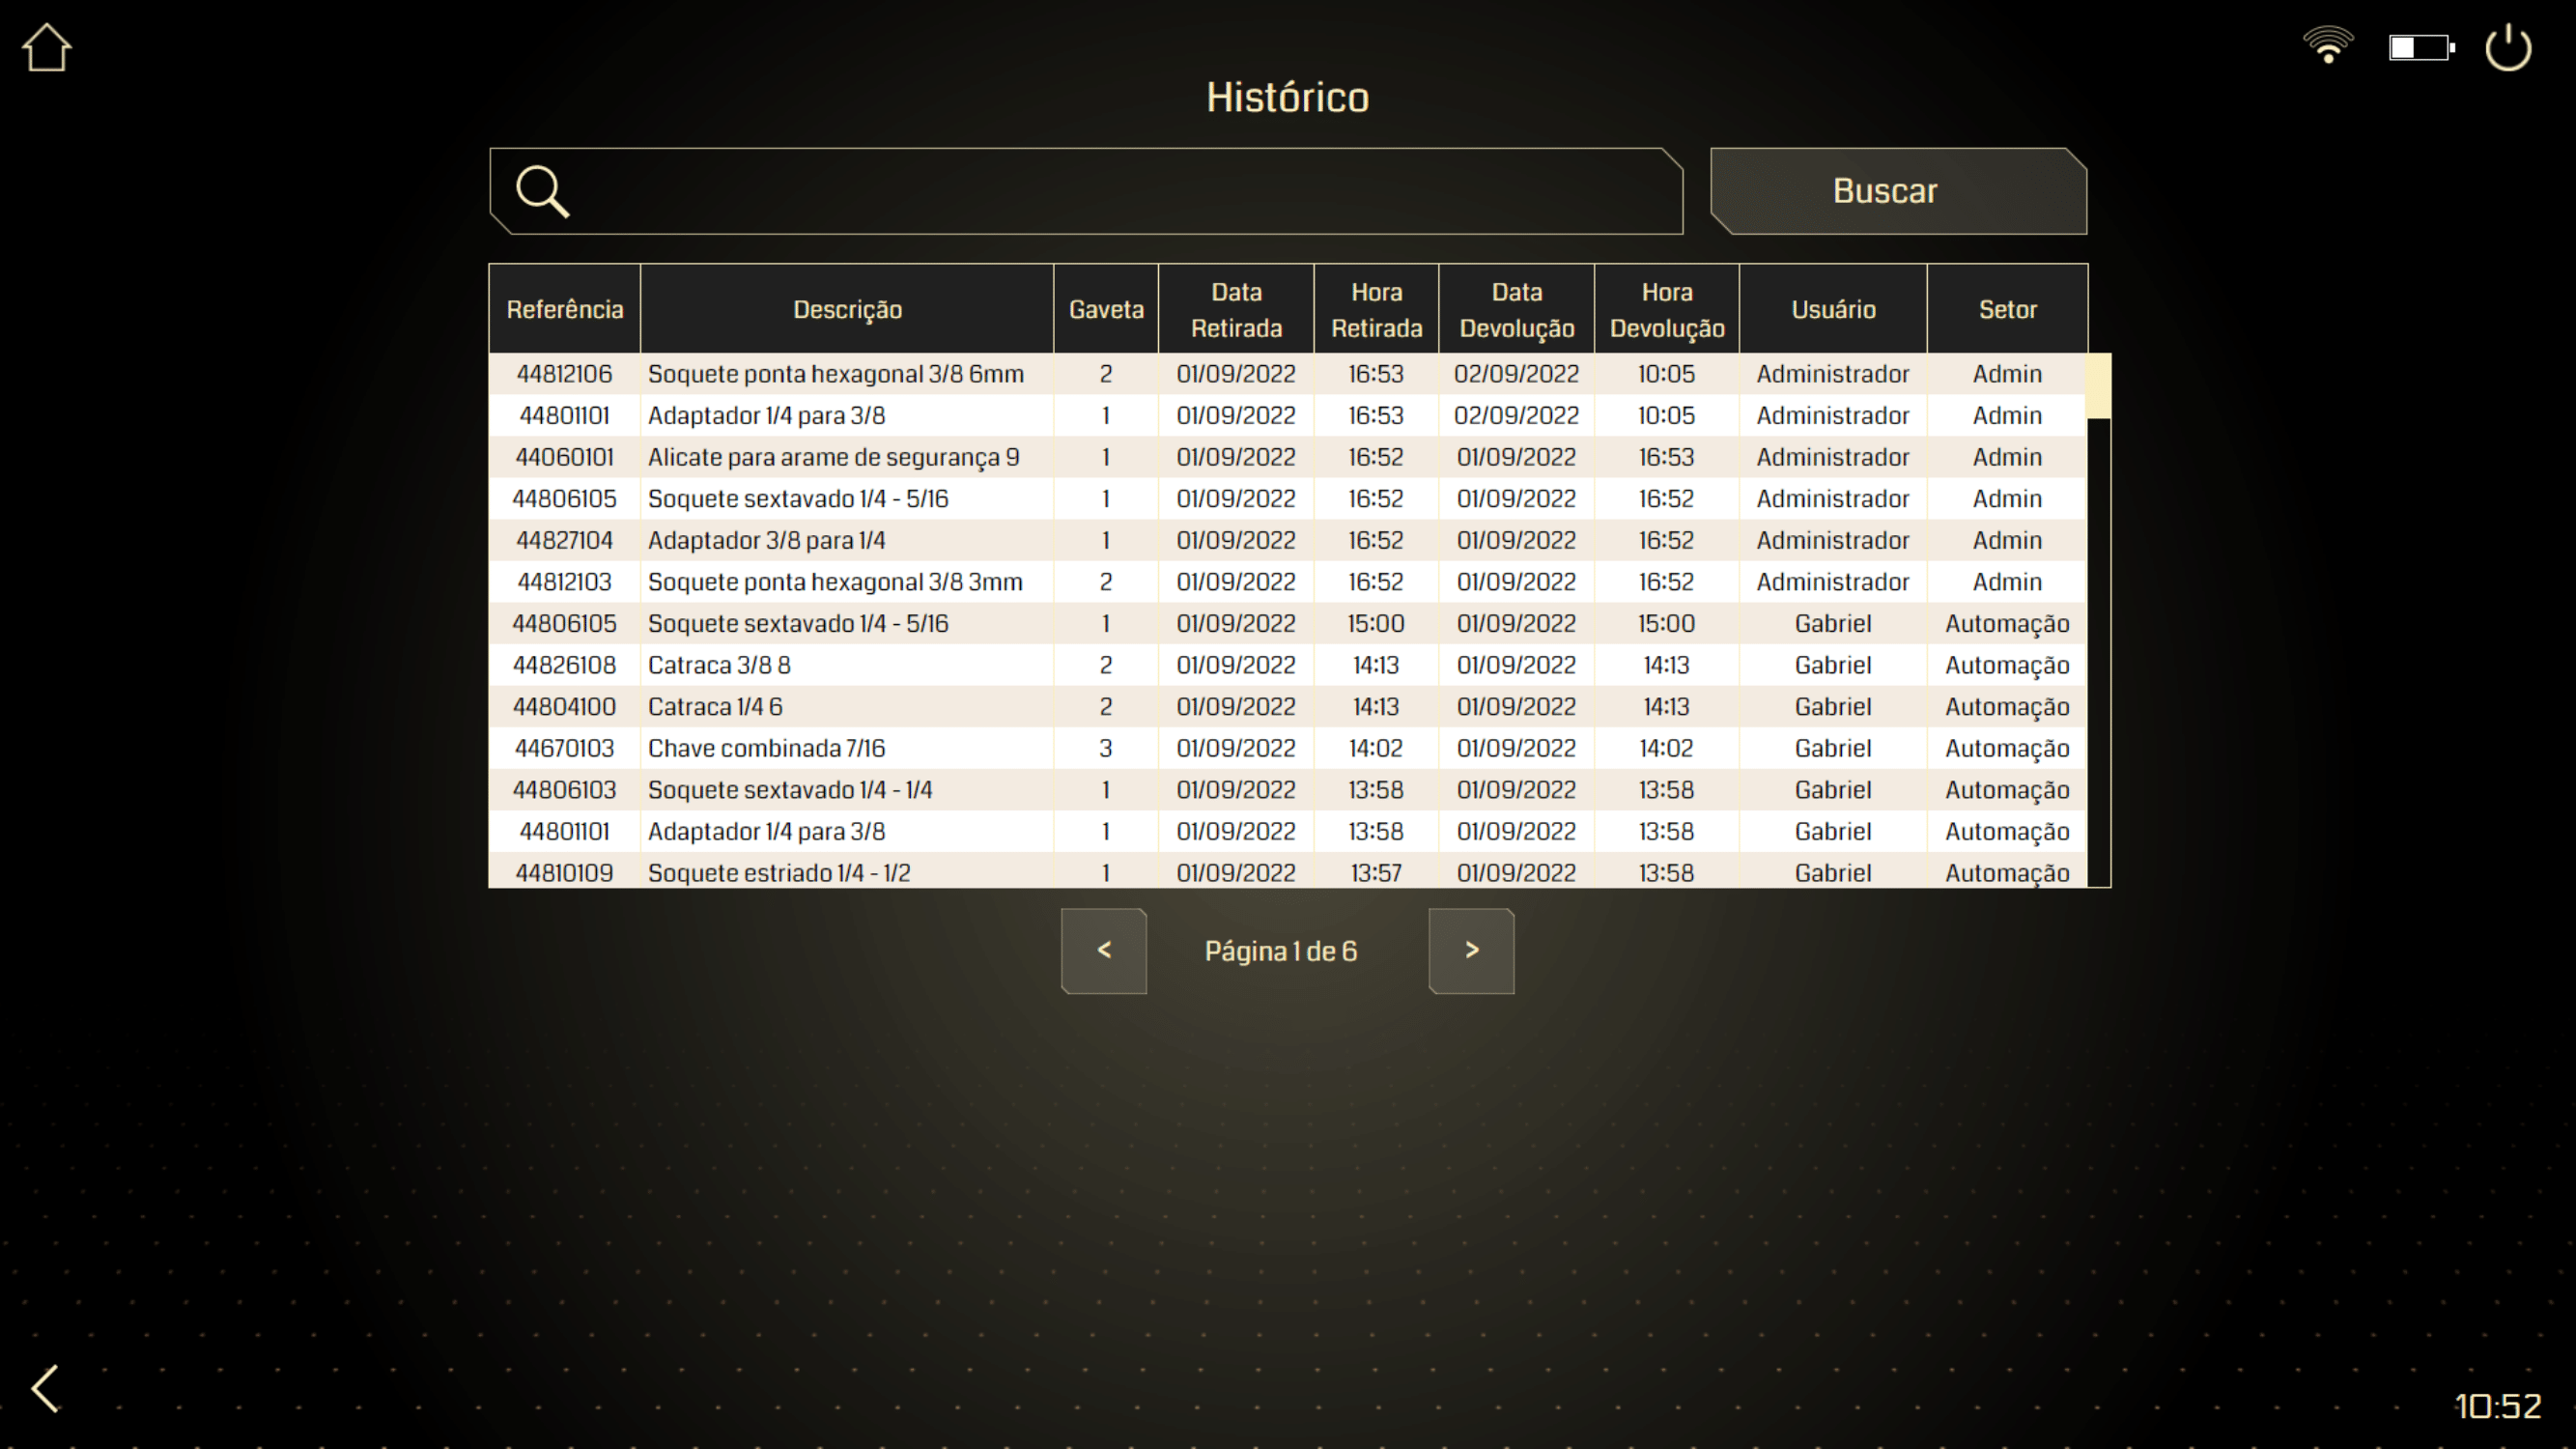 Histórico
Buscar
Referência Descrição Gaveta Data Retirada Hora Retirada Data Devolução Hora Devolução Usuário Setor
44812106 Soquete ponta hexagonal 3/8 6mm 2 01/09/2022 16:53 02/09/2022 10:05 Administrador Admin
44801101 Adaptador 1/4 para 3/8 1 01/09/2022 16:53 02/09/2022 10:05 Administrador Admin
44060101 Alicate para arame de segurança 9 1 01/09/2022 16:52 01/09/2022 16:53 Administrador Admin
44806105 Soquete sextavado 1/4 - 5/16 1 01/09/2022 16:52 01/09/2022 16:52 Administrador Admin
44827104 Adaptador 3/8 para 1/4 1 01/09/2022 16:52 01/09/2022 16:52 Administrador Admin
44812103 Soquete ponta hexagonal 3/8 3mm 2 01/09/2022 16:52 01/09/2022 16:52 Administrador Admin
44806105 Soquete sextavado 1/4 - 5/16 1 01/09/2022 15:00 01/09/2022 15:00 Gabriel Automação
44826108 Catraca 3/8 8 2 01/09/2022 14:13 01/09/2022 14:13 Gabriel Automação
44804100 Catraca 1/4 6 2 01/09/2022 14:13 01/09/2022 14:13 Gabriel Automação
44670103 Chave combinada 7/16 3 01/09/2022 14:02 01/09/2022 14:02 Gabriel Automação
44806103 Soquete sextavado 1/4 - 1/4 1 01/09/2022 13:58 01/09/2022 13:58 Gabriel Automação
44801101 Adaptador 1/4 para 3/8 1 01/09/2022 13:58 01/09/2022 13:58 Gabriel Automação
44810109 Soquete estriado 1/4 - 1/2 1 01/09/2022 13:57 01/09/2022 13:58 Gabriel Automação
< Página 1 de 6 >
10:52